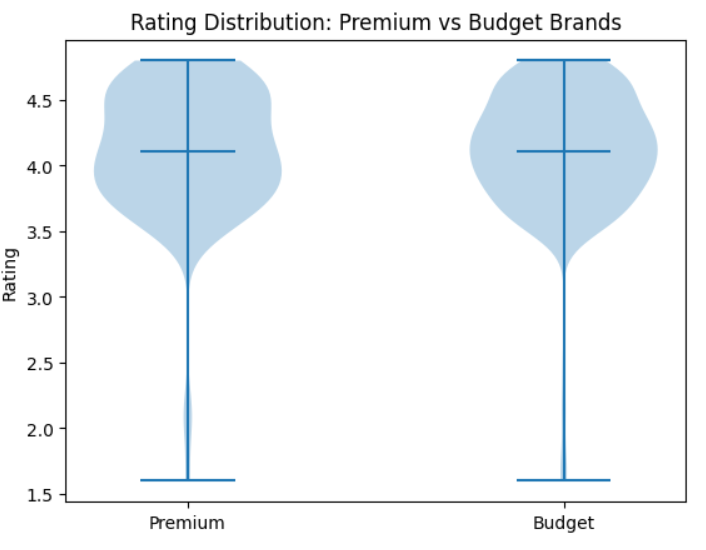 Rating Distribution: Premium vs Budget Brands
4.5
4.0
3.5
3.0
2.5
2.0
1.5
Rating
Premium
Budget